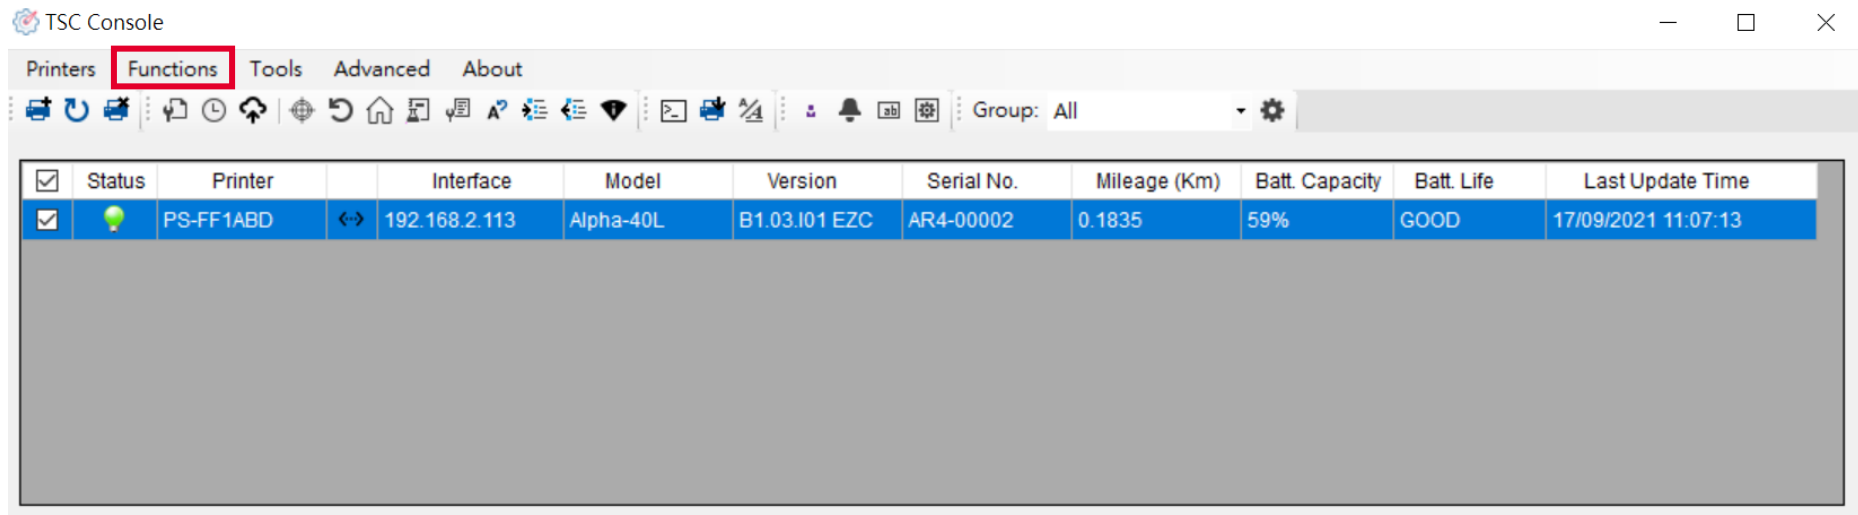 TSC Console
Printers Functions Tools Advanced About
Group: All
Status Printer Interface Model Version Serial No. Mileage (Km) Batt. Capacity Batt. Life Last Update Time
PS-FF1ABD 192.168.2.113 Alpha-40L B1.03.I01 EZC AR4-00002 0.1835 59% GOOD 17/09/2021 11:07:13